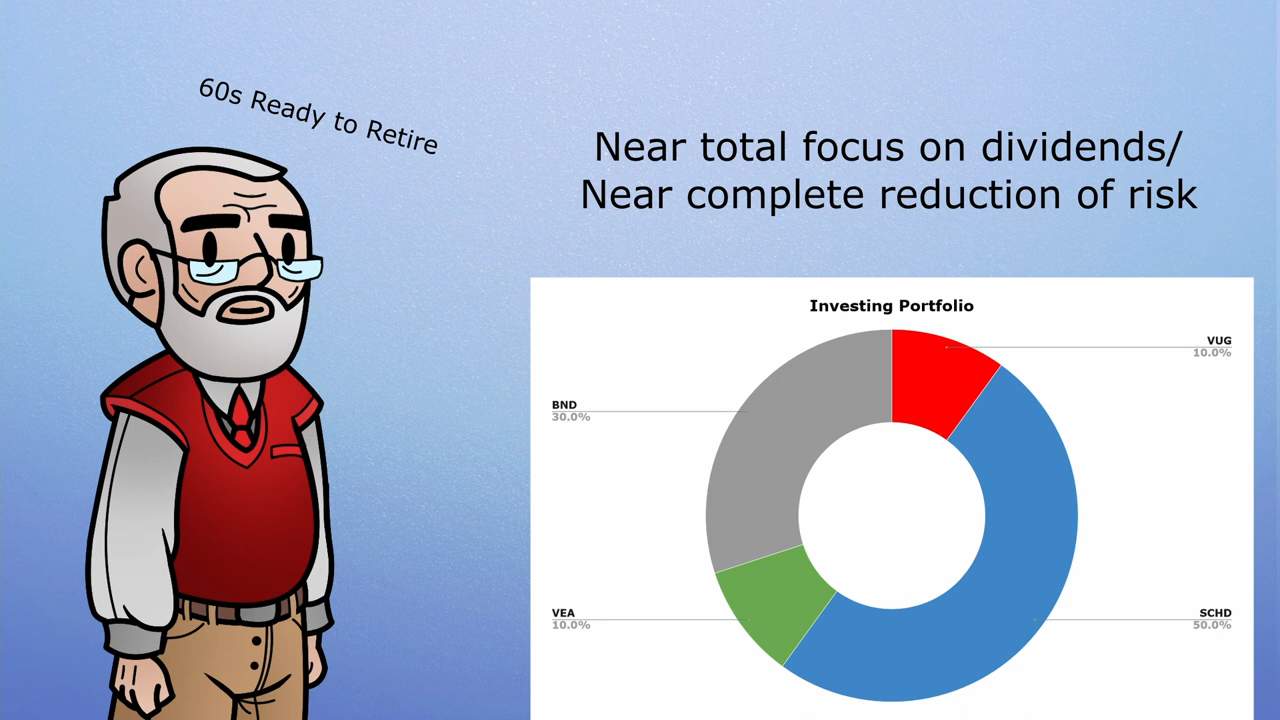 60s Ready to Retire
Near total focus on dividends/
Near complete reduction of risk
Investing Portfolio
VUG
10.0%
BND
30.0%
VEA
10.0%
SCHD
50.0%